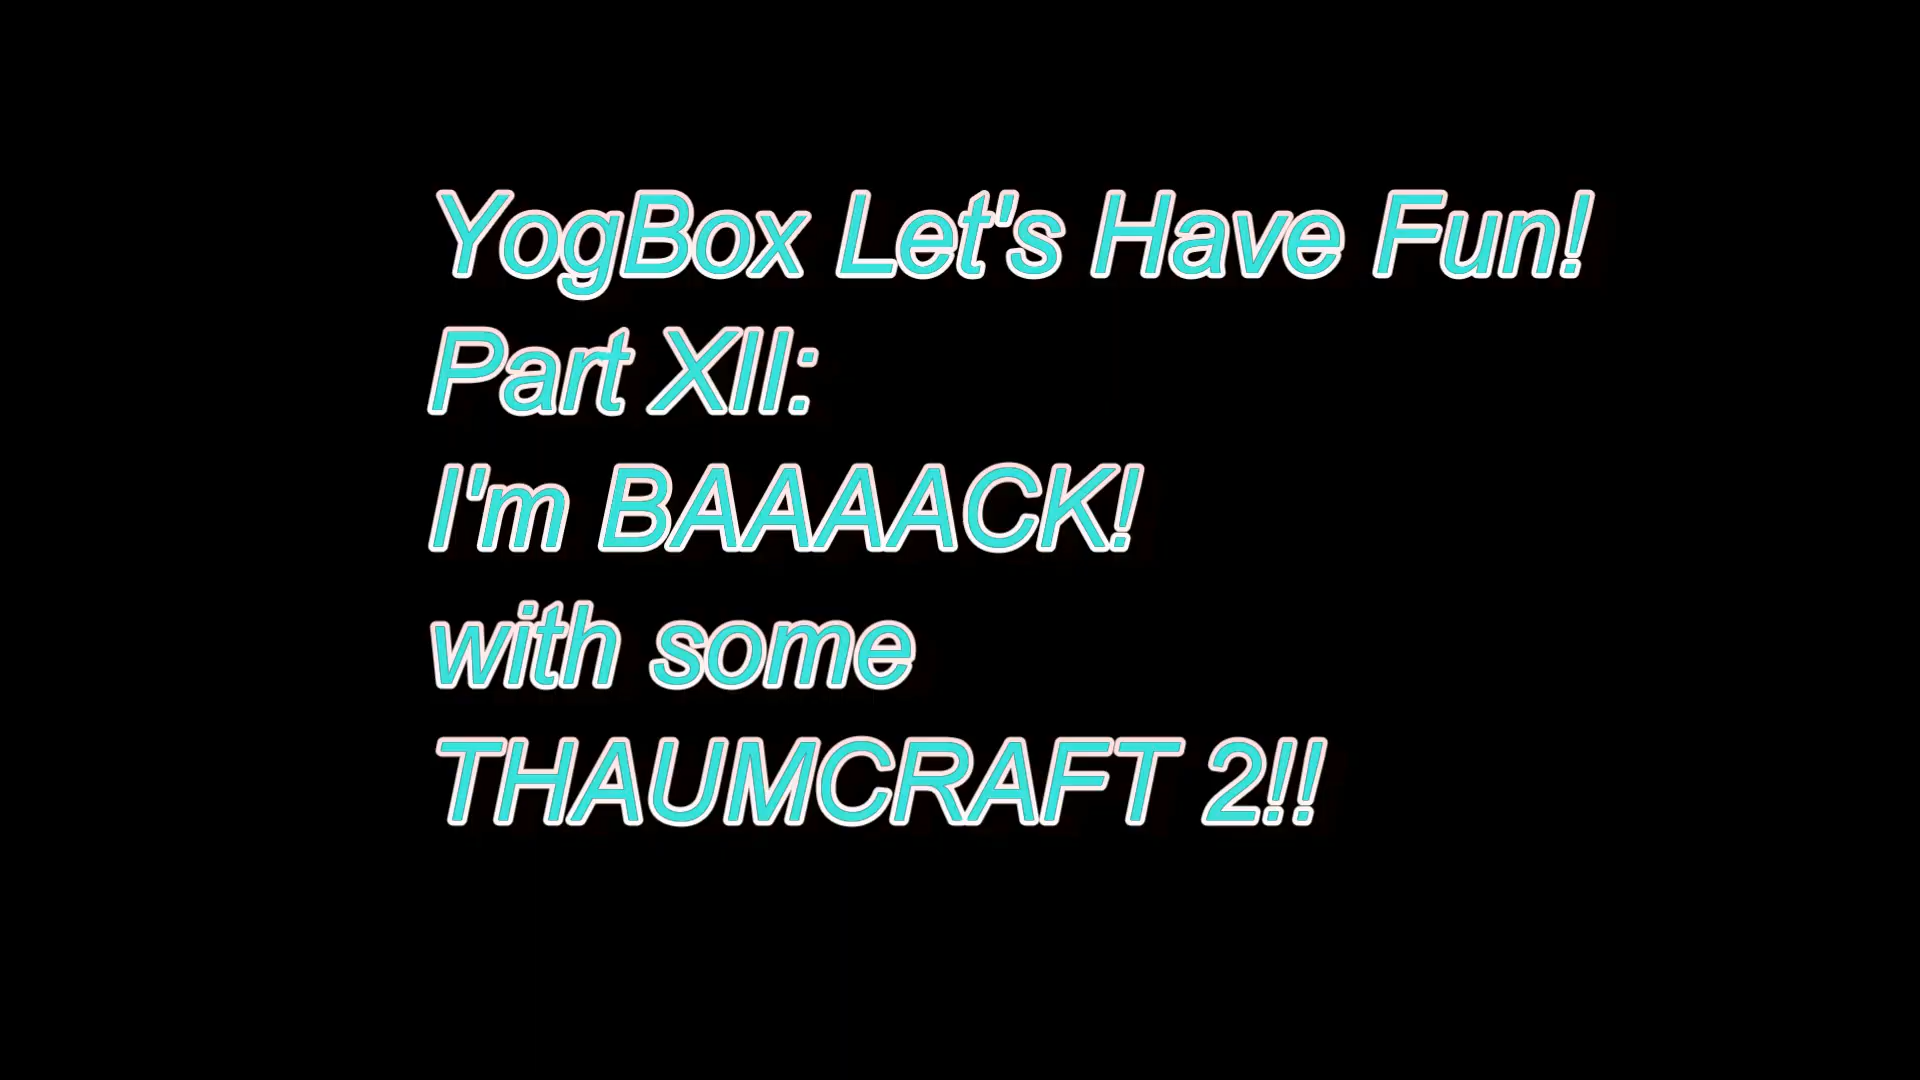 YogBox Let's Have Fun!
Part XII:
I'm BAAAACK!
with some
THAUMCRAFT 2!!